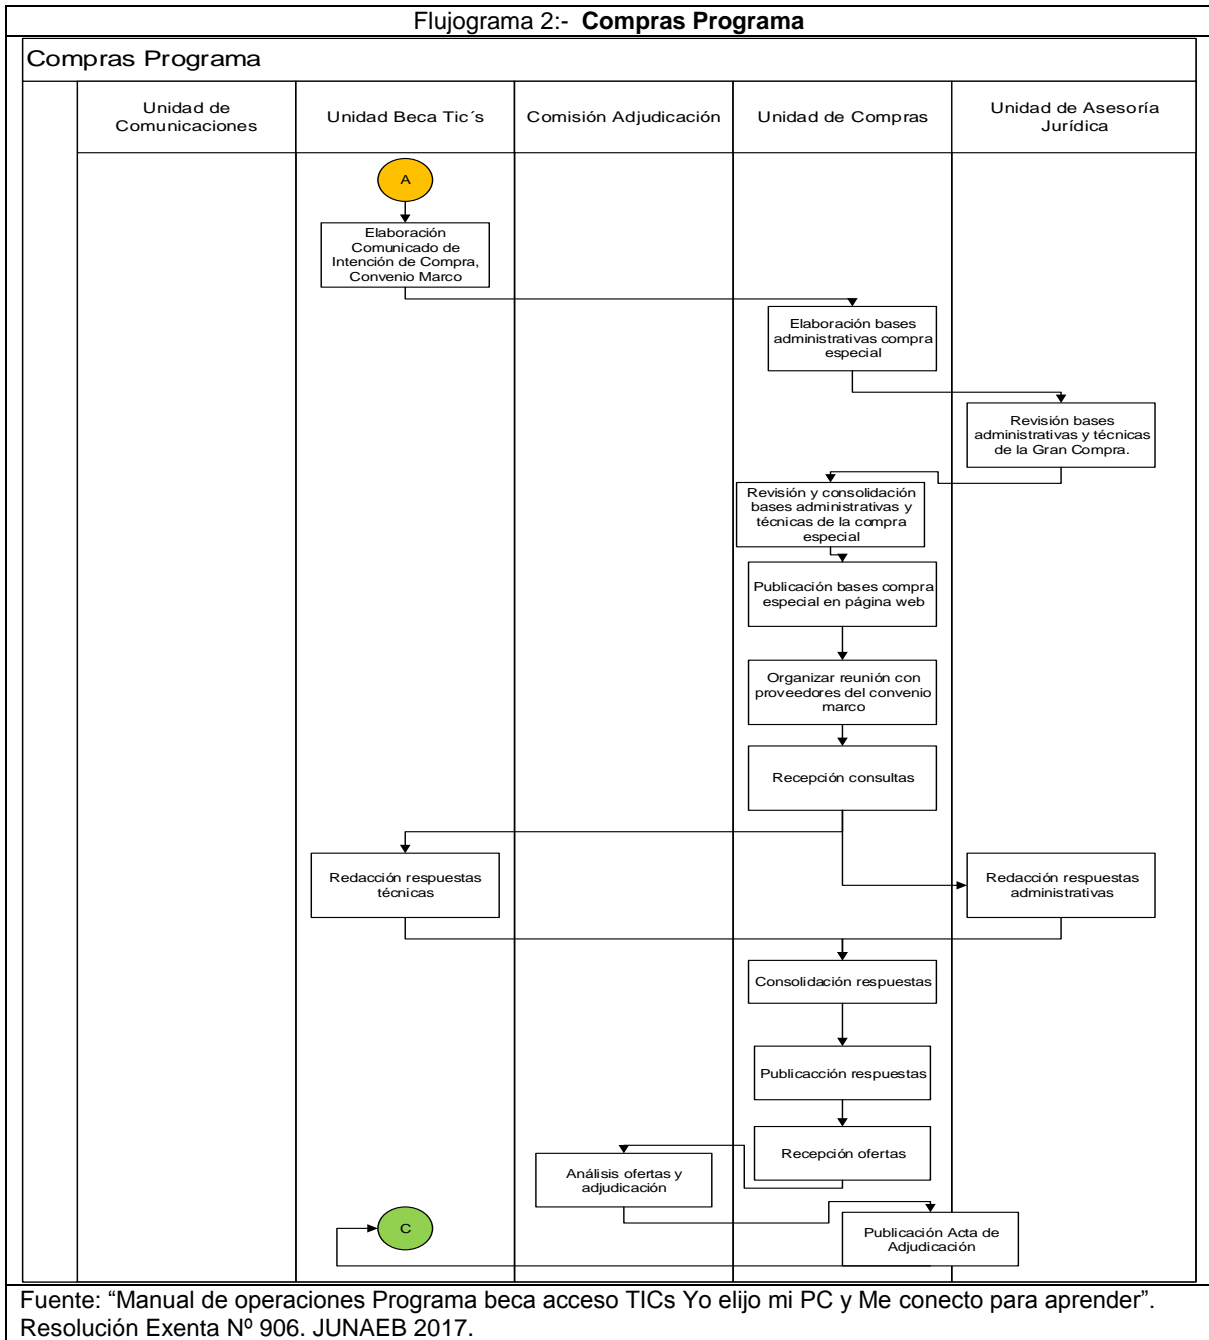 Flujograma 2:- Compras Programa
Compras Programa
Unidad de
Comunicaciones
Unidad Beca Tic´s
Comisión Adjudicación
Unidad de Compras
Unidad de Asesoría
Jurídica
A
Elaboración
Comunicado de
Intención de Compra,
Convenio Marco
Elaboración bases
administrativas compra
especial
Revisión bases
administrativas y técnicas
de la Gran Compra.
Revisión y consolidación
bases administrativas y
técnicas de la compra
especial
Publicación bases compra
especial en página web
Organizar reunión con
proveedores del convenio
marco
Recepción consultas
Redacción respuestas
técnicas
Redacción respuestas
administrativas
Consolidación respuestas
Publicacción respuestas
Recepción ofertas
Análisis ofertas y
adjudicación
C
Publicación Acta de
Adjudicación
Fuente: “Manual de operaciones Programa beca acceso TICs Yo elijo mi PC y Me conecto para aprender”.
Resolución Exenta Nº 906. JUNAEB 2017.